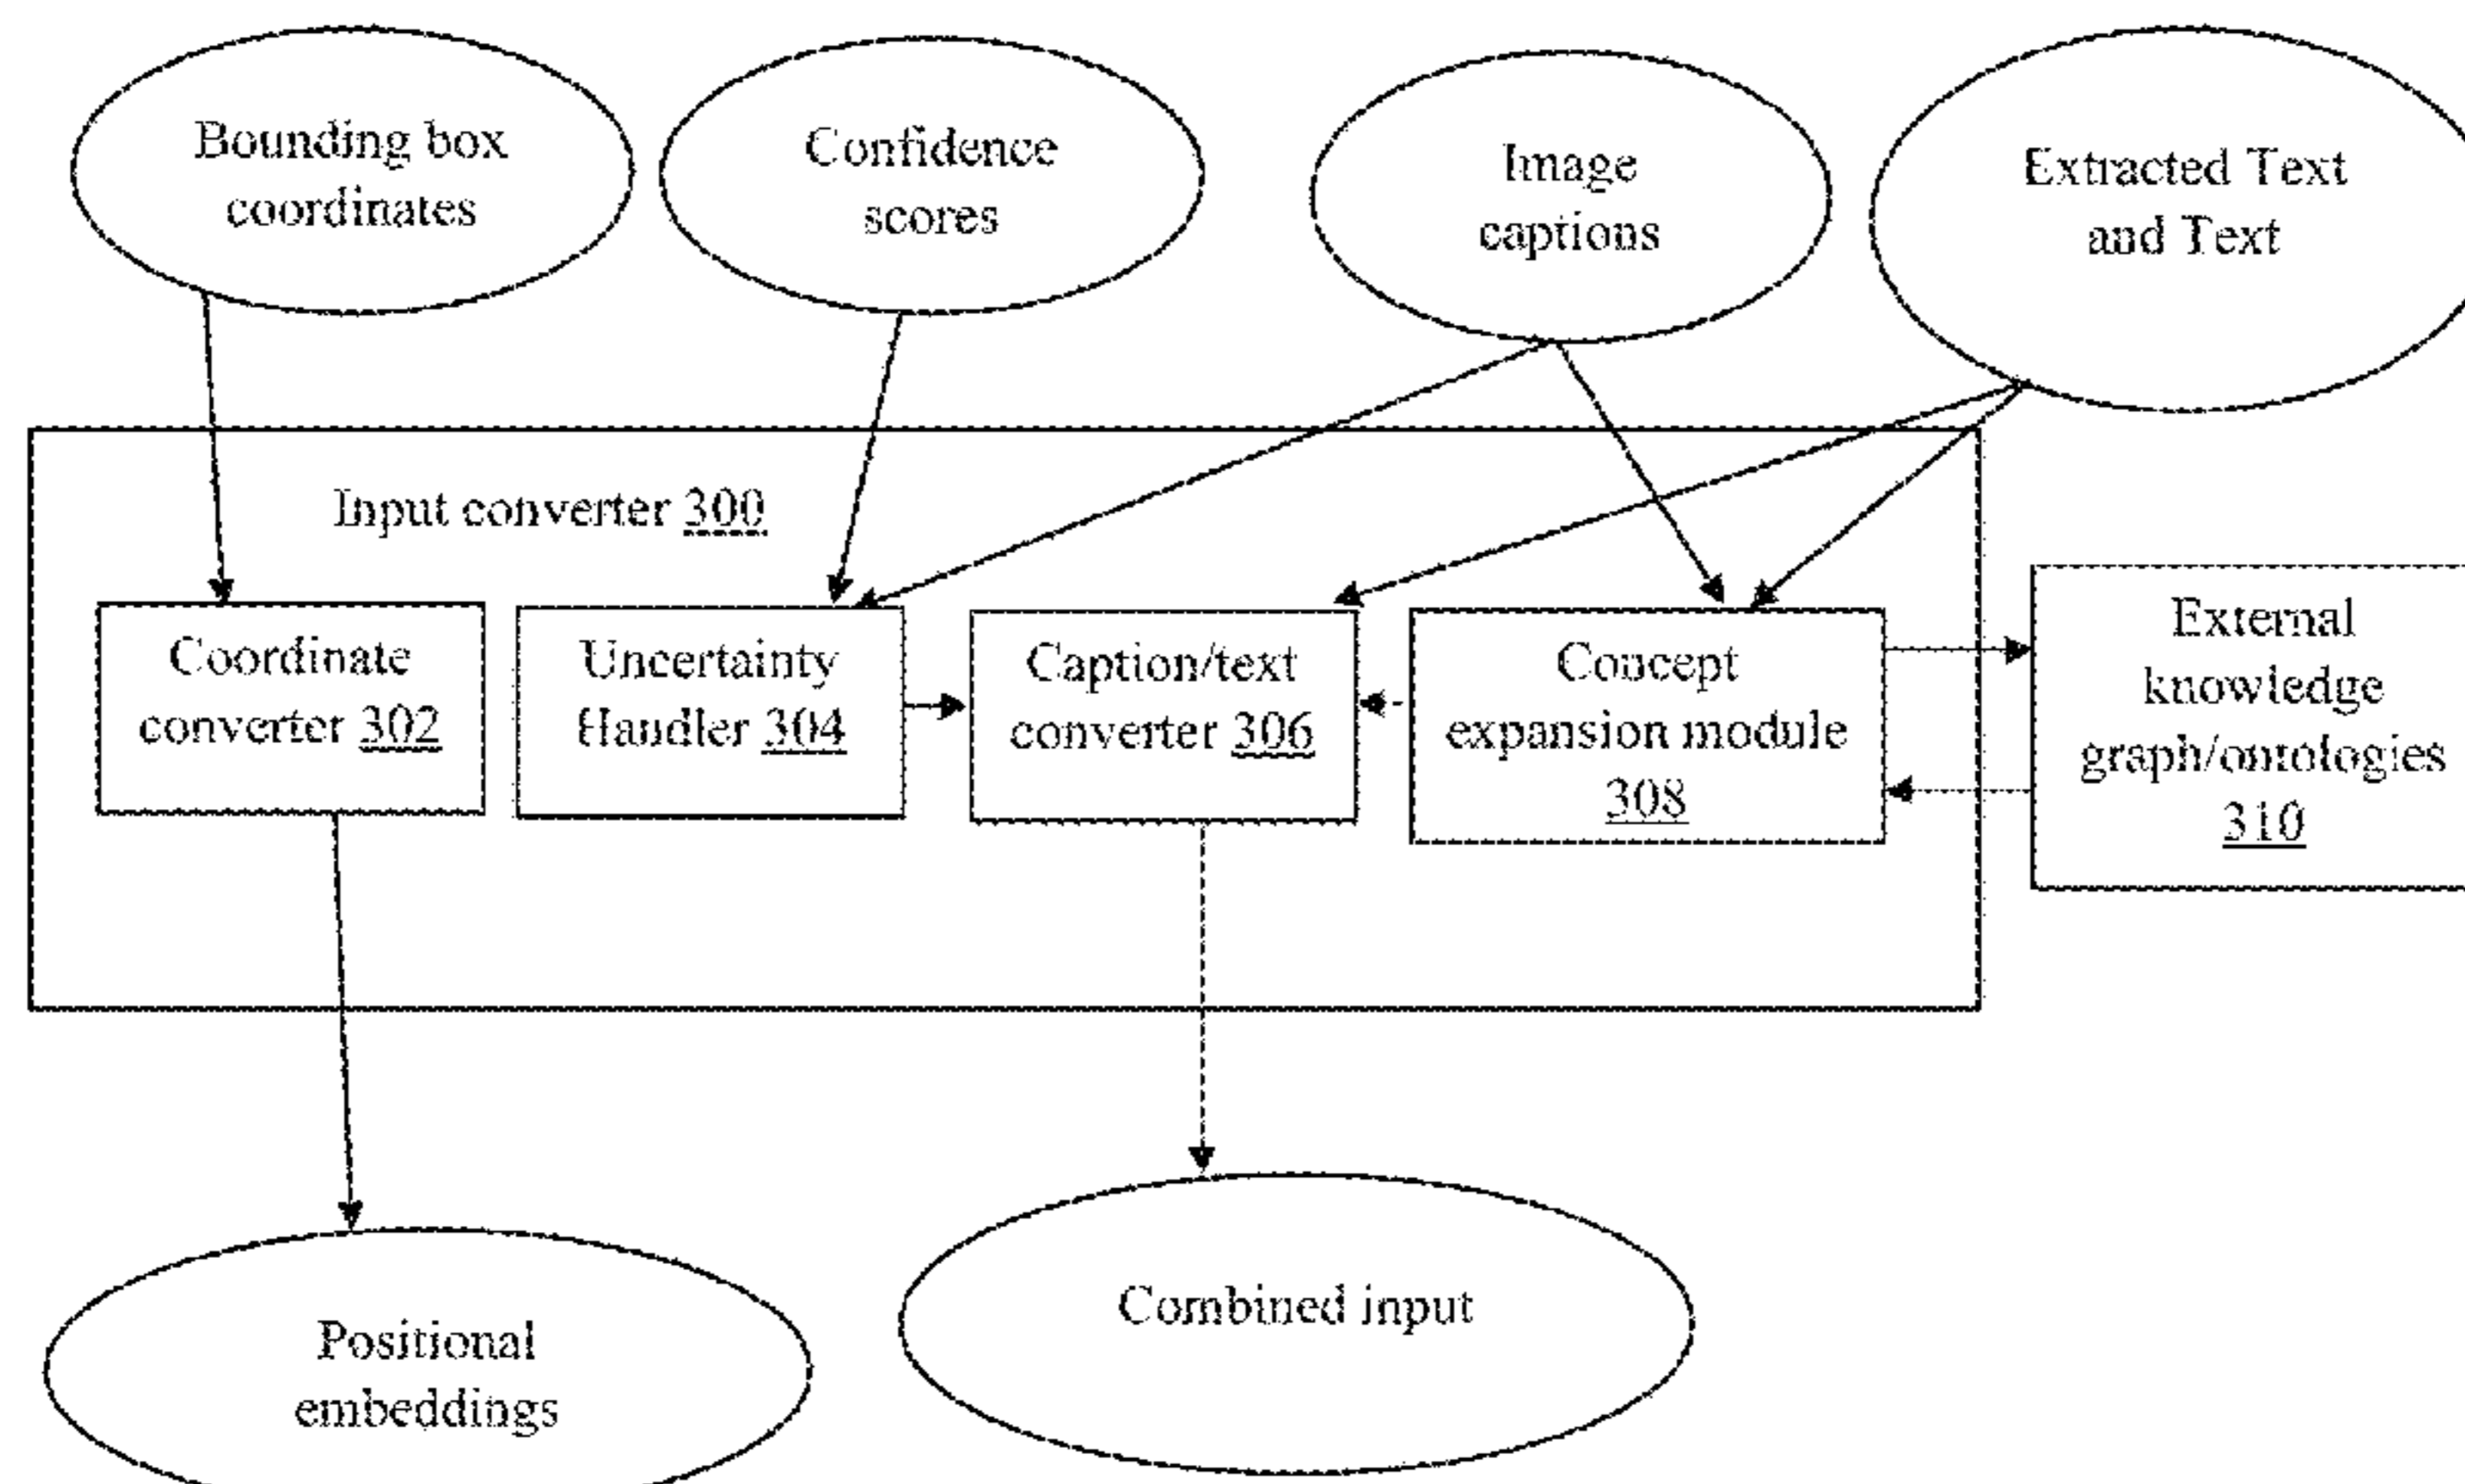 Bounding box
coordinates
Confidence
scores
Image
captions
Extracted Text
and Text
Input converter 300
Coordinate
converter 302
Uncertainty
Handler 304
Caption/text
converter 306
Concept
expansion module
308
External
knowledge
graph/ontologies
310
Positional
embeddings
Combined input